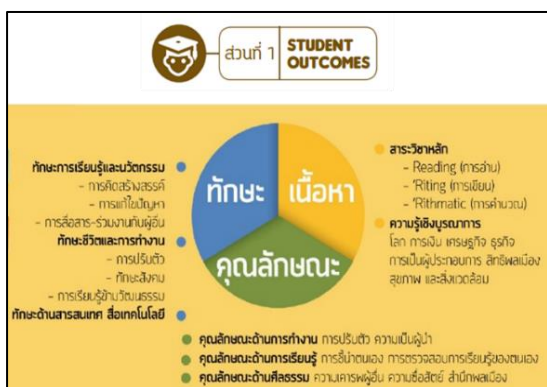 ส่วนที่ 1
STUDENT
OUTCOMES
ทักษะการเรียนรู้และนวัตกรรม
- การคิดสร้างสรรค์
- การแก้ไขปัญหา
- การสื่อสาร-ร่วมงานกับผู้อื่น
ทักษะชีวิตและการทำงาน
- การปรับตัว
- ทักษะสังคม
- การเรียนรู้ข้ามวัฒนธรรม
ทักษะด้านสารสนเทศ สื่อเทคโนโลยี
ทักษะ
เนื้อหา
คุณลักษณะ
สาระวิชาหลัก
- Reading (การอ่าน)
- 'Riting (การเขียน)
- 'Rithmatic (การคำนวณ)
ความรู้เชิงบูรณาการ
โลก การเงิน เศรษฐกิจ ธุรกิจ
การเป็นผู้ประกอบการ สิทธิพลเมือง
สุขภาพ และสิ่งแวดล้อม
คุณลักษณะด้านการทำงาน การปรับตัว ความเป็นผู้นำ
คุณลักษณะด้านการเรียนรู้ การชี้นำตนเอง การตรวจสอบการเรียนรู้ของตนเอง
คุณลักษณะด้านศีลธรรม ความเคารพผู้อื่น ความซื่อสัตย์ สำนึกพลเมือง